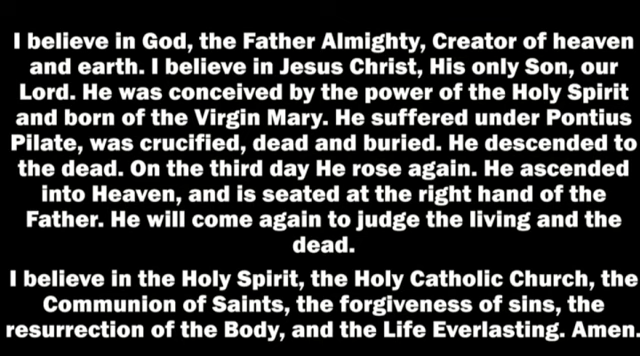 I believe in God, the Father Almighty, Creator of heaven
and earth. I believe in Jesus Christ, His only Son, our
Lord. He was conceived by the power of the Holy Spirit
and born of the Virgin Mary. He suffered under Pontius
Pilate, was crucified, dead and buried. He descended to
the dead. On the third day He rose again. He ascended
into Heaven, and is seated at the right hand of the
Father. He will come again to judge the living and the
dead.
I believe in the Holy Spirit, the Holy Catholic Church, the
Communion of Saints, the forgiveness of sins, the
resurrection of the Body, and the Life Everlasting. Amen.